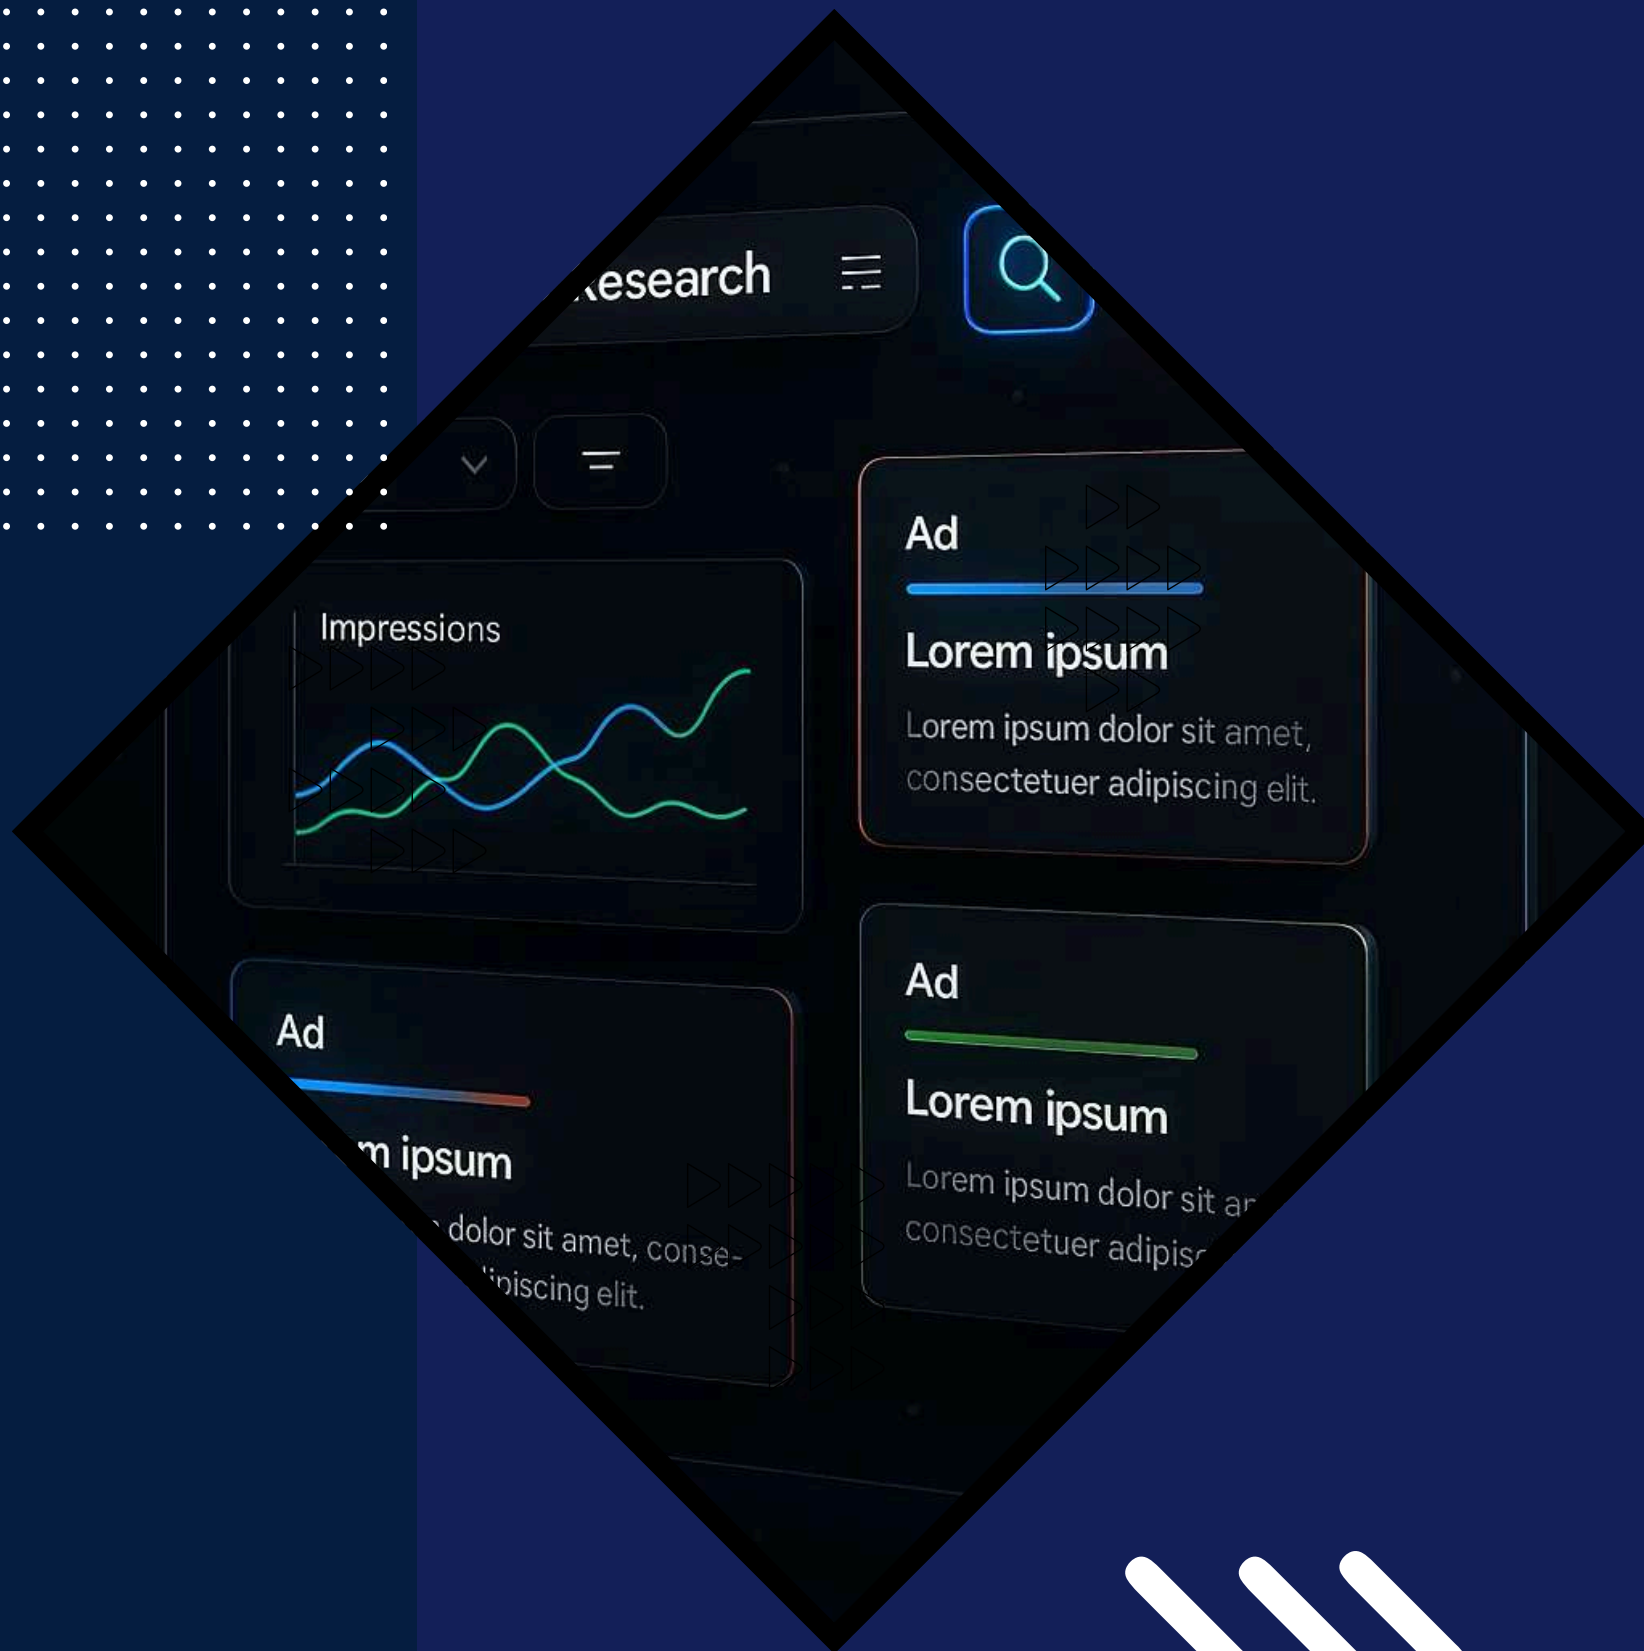 Research
Impressions
Ad
Lorem ipsum
Lorem ipsum dolor sit amet,
consectetuer adipiscing elit.
Ad
ipsum
dolor sit amet, conse-
elit.
Ad
Lorem ipsum
Lorem ipsum dolor sit
consectetuer